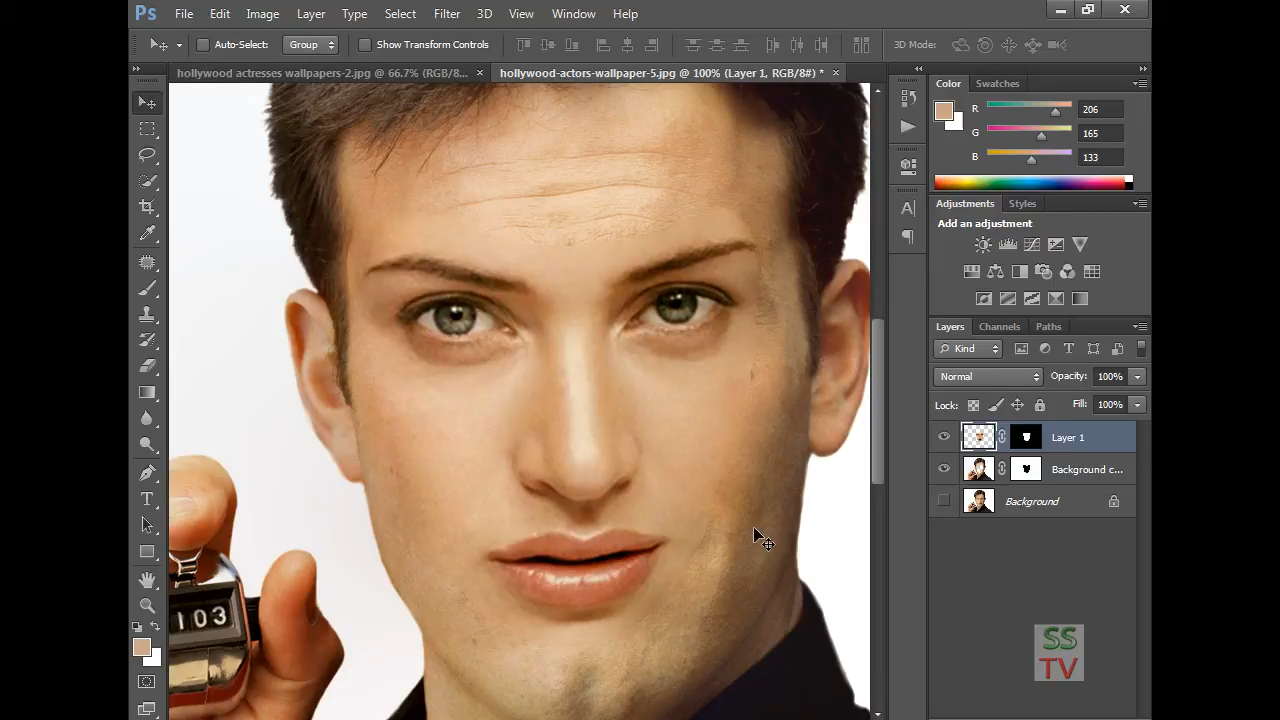 Ps File Edit Image Layer Type Select Filter 3D View Window Help
Auto-Select: Group Show Transform Controls 3D Mode:
hollywood actresses wallpapers-2.jpg @ 66.7% (RGB/8... × hollywood-actors-wallpaper-5.jpg @ 100% (Layer 1, RGB/8#) * ×
Color Swatches
R 206
G 165
B 133
Adjustments Styles
Add an adjustment
Layers Channels Paths
Kind
Normal Opacity: 100%
Lock: Fill: 100%
Layer 1
Background c...
Background
103
SS
TV